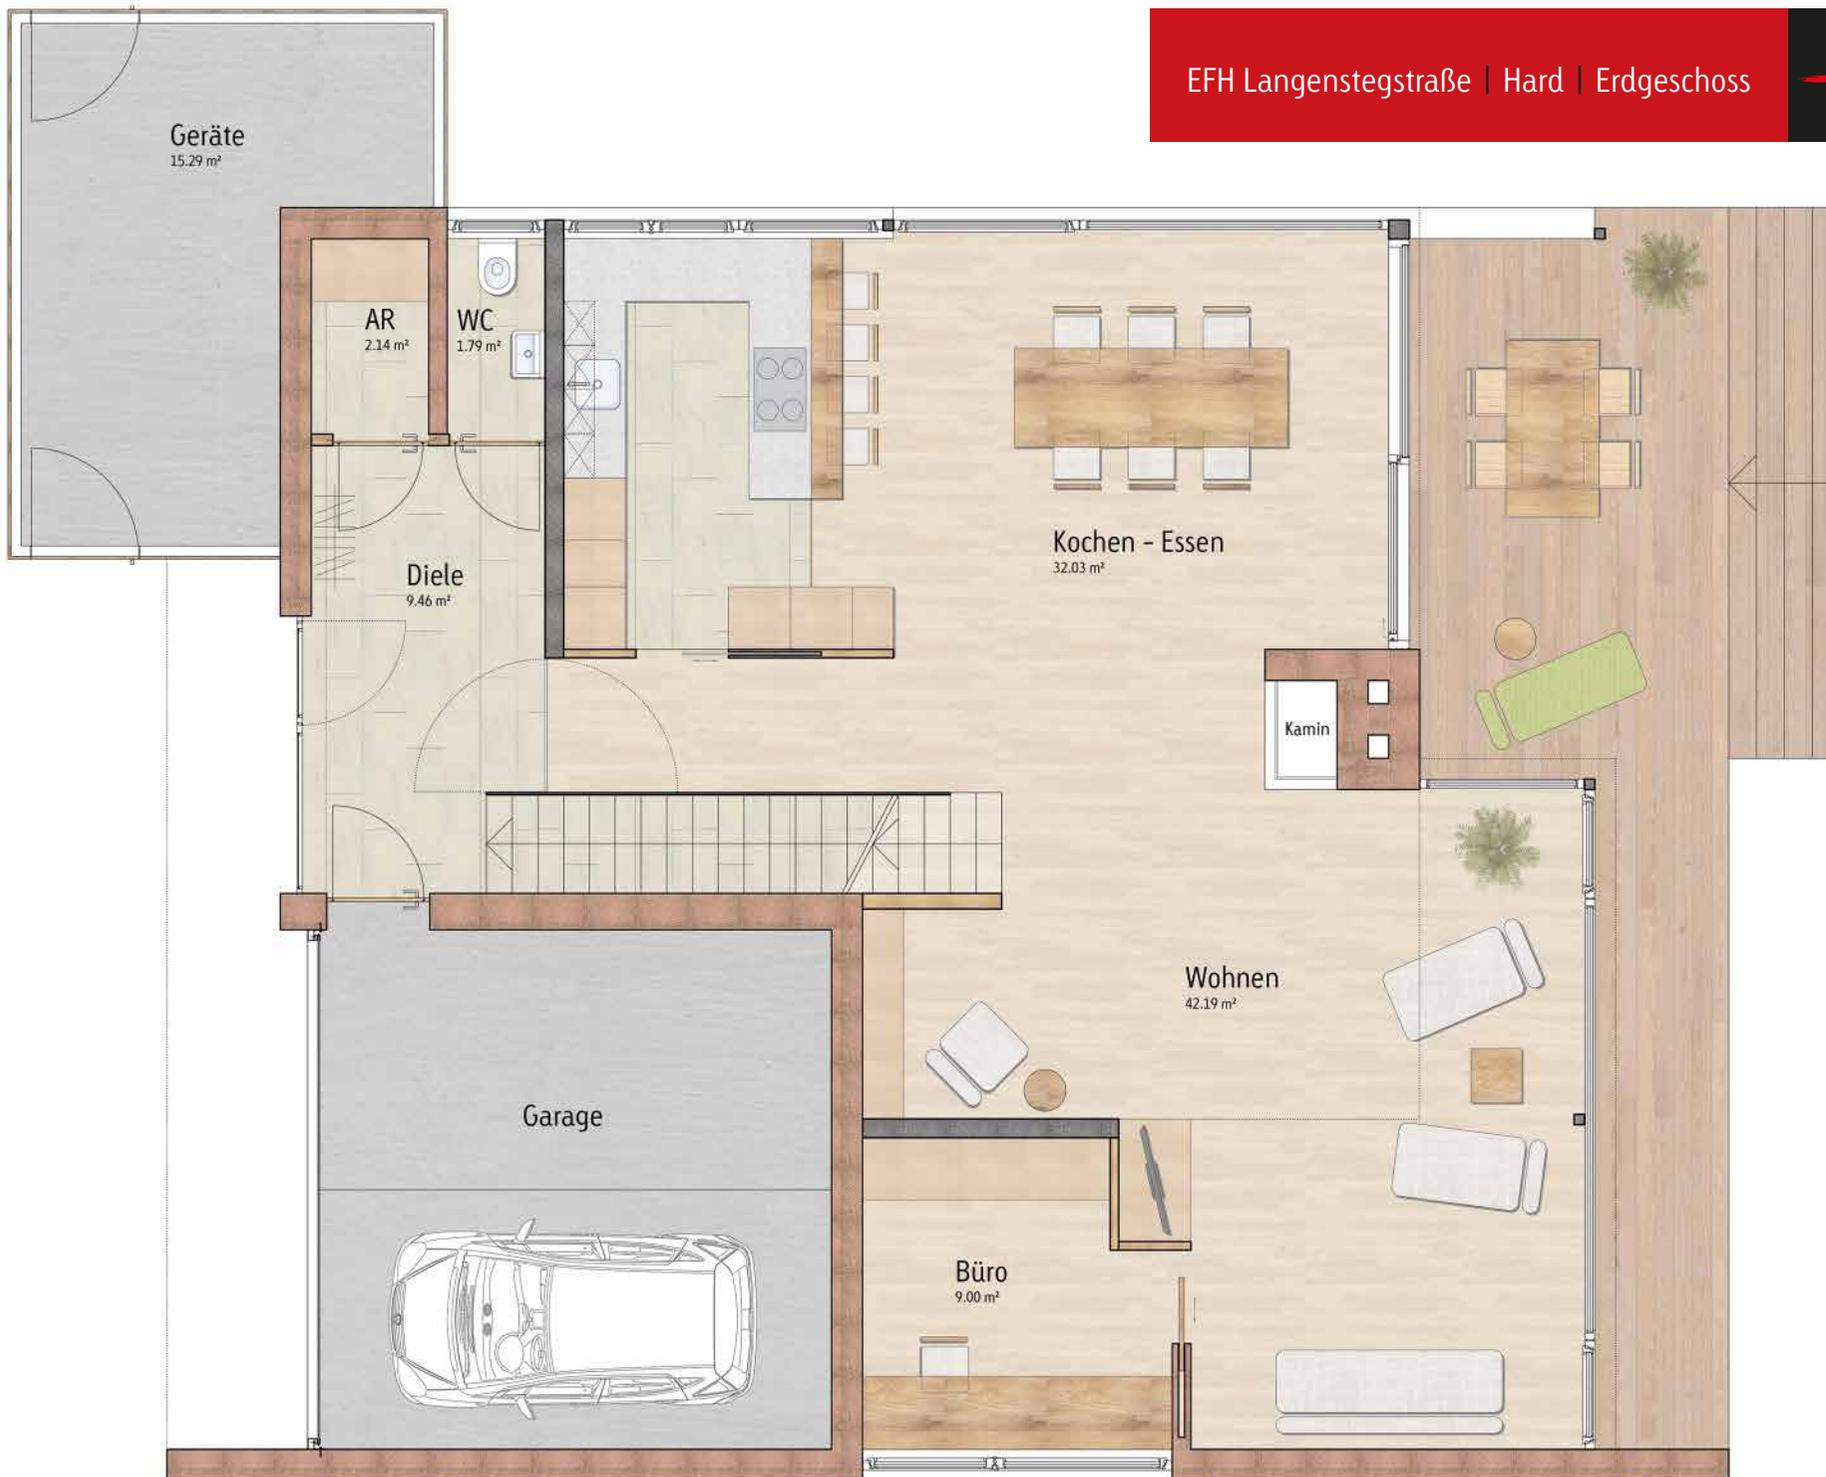 EFH Langenstegstraße | Hard | Erdgeschoss
Geräte
15.29 m²
AR
2.14 m²
WC
1.79 m²
Kochen - Essen
32.03 m²
Diele
9.46 m²
Kamin
Wohnen
42.19 m²
Garage
Büro
9.00 m²